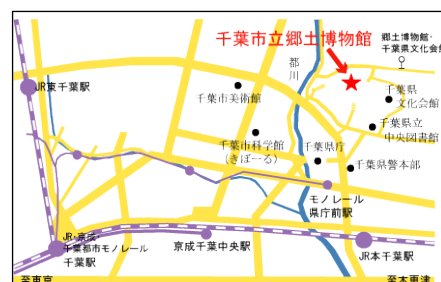 千葉市立郷土博物館
郷土博物館・
千葉県文化会館
都
川
JR東千葉駅
千葉市美術館
千葉県
文化会館
千葉県立
中央図書館
千葉市科学館
(きぼーる)
千葉県庁
千葉県警本部
モノレール
県庁前駅
JR・京成・
千葉都市モノレール
千葉駅
京成千葉中央駅
JR本千葉駅
至東京
至木更津